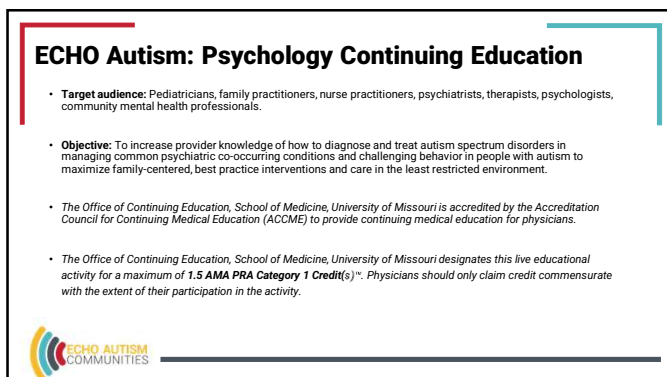 ECHO Autism: Psychology Continuing Education
• Target audience: Pediatricians, family practitioners, nurse practitioners, psychiatrists, therapists, psychologists,
community mental health professionals.
• Objective: To increase provider knowledge of how to diagnose and treat autism spectrum disorders in
managing common psychiatric co-occurring conditions and challenging behavior in people with autism to
maximize family-centered, best practice interventions and care in the least restricted environment.
• The Office of Continuing Education, School of Medicine, University of Missouri is accredited by the Accreditation
Council for Continuing Medical Education (ACCME) to provide continuing medical education for physicians.
• The Office of Continuing Education, School of Medicine, University of Missouri designates this live educational
activity for a maximum of 1.5 AMA PRA Category 1 Credit(s)™. Physicians should only claim credit commensurate
with the extent of their participation in the activity.
ECHO AUTISM
COMMUNITIES